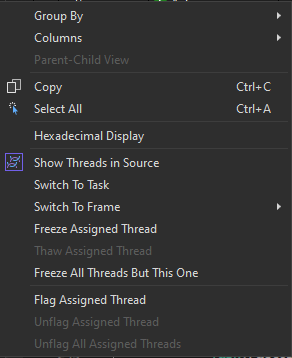 Group By
Columns
Parent-Child View
Copy Ctrl+C
Select All Ctrl+A
Hexadecimal Display
Show Threads in Source
Switch To Task
Switch To Frame
Freeze Assigned Thread
Thaw Assigned Thread
Freeze All Threads But This One
Flag Assigned Thread
Unflag Assigned Thread
Unflag All Assigned Threads